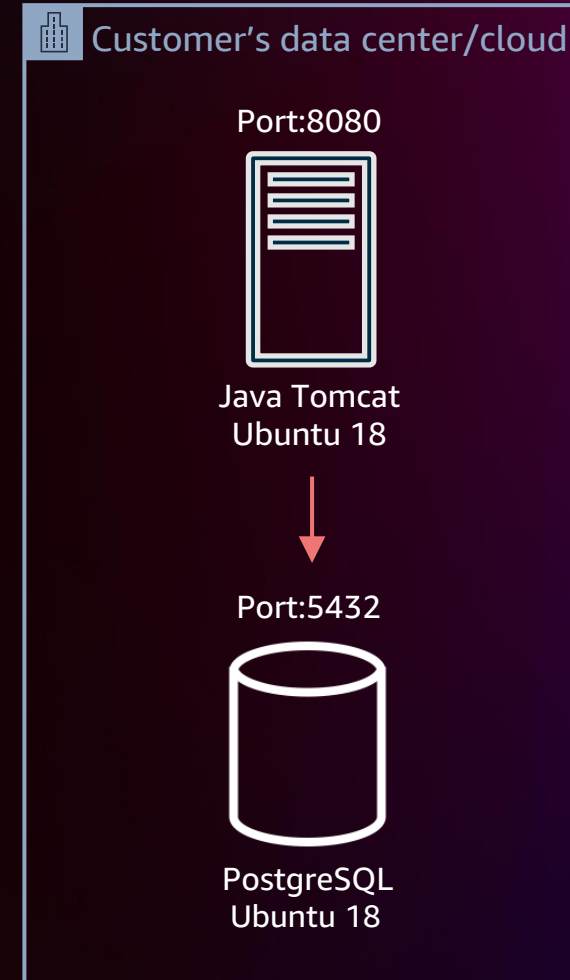 Customer’s data center/cloud
Port:8080
Java Tomcat
Ubuntu 18
Port:5432
PostgreSQL
Ubuntu 18